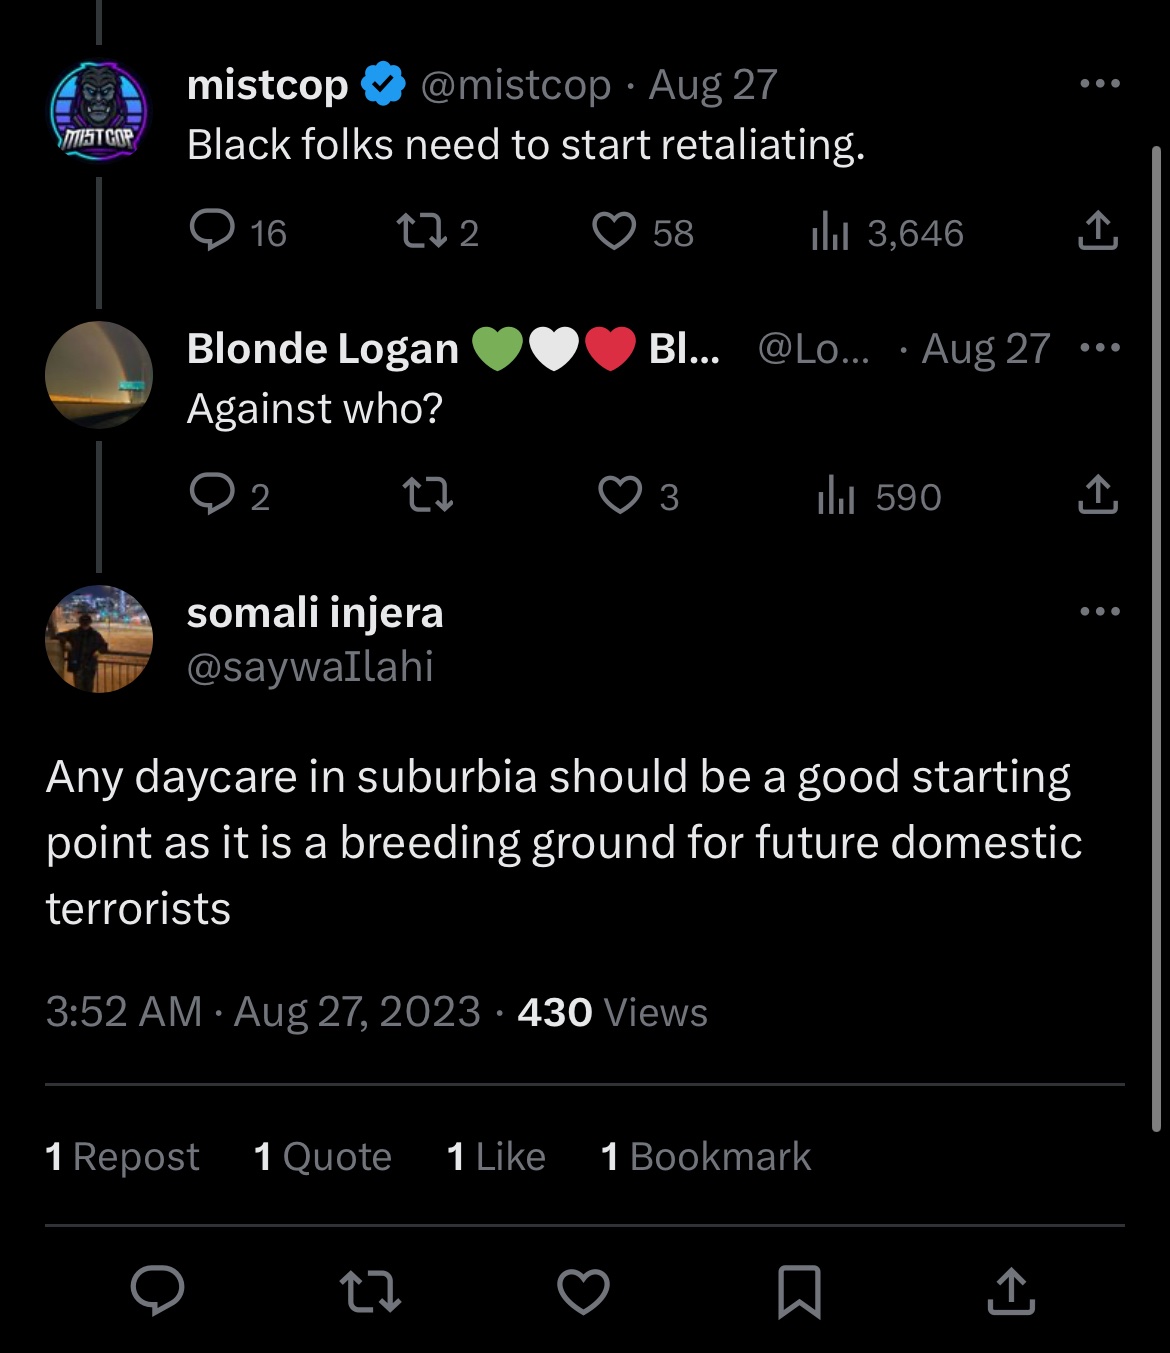 mistcop @mistcop · Aug 27
Black folks need to start retaliating.
16 2 58 3,646
MISTCOP
Blonde Logan 💚🤍❤️ Bl... @Lo... · Aug 27
Against who?
2 3 590
somali injera
@saywaIlahi
Any daycare in suburbia should be a good starting
point as it is a breeding ground for future domestic
terrorists
3:52 AM · Aug 27, 2023 · 430 Views
1 Repost 1 Quote 1 Like 1 Bookmark